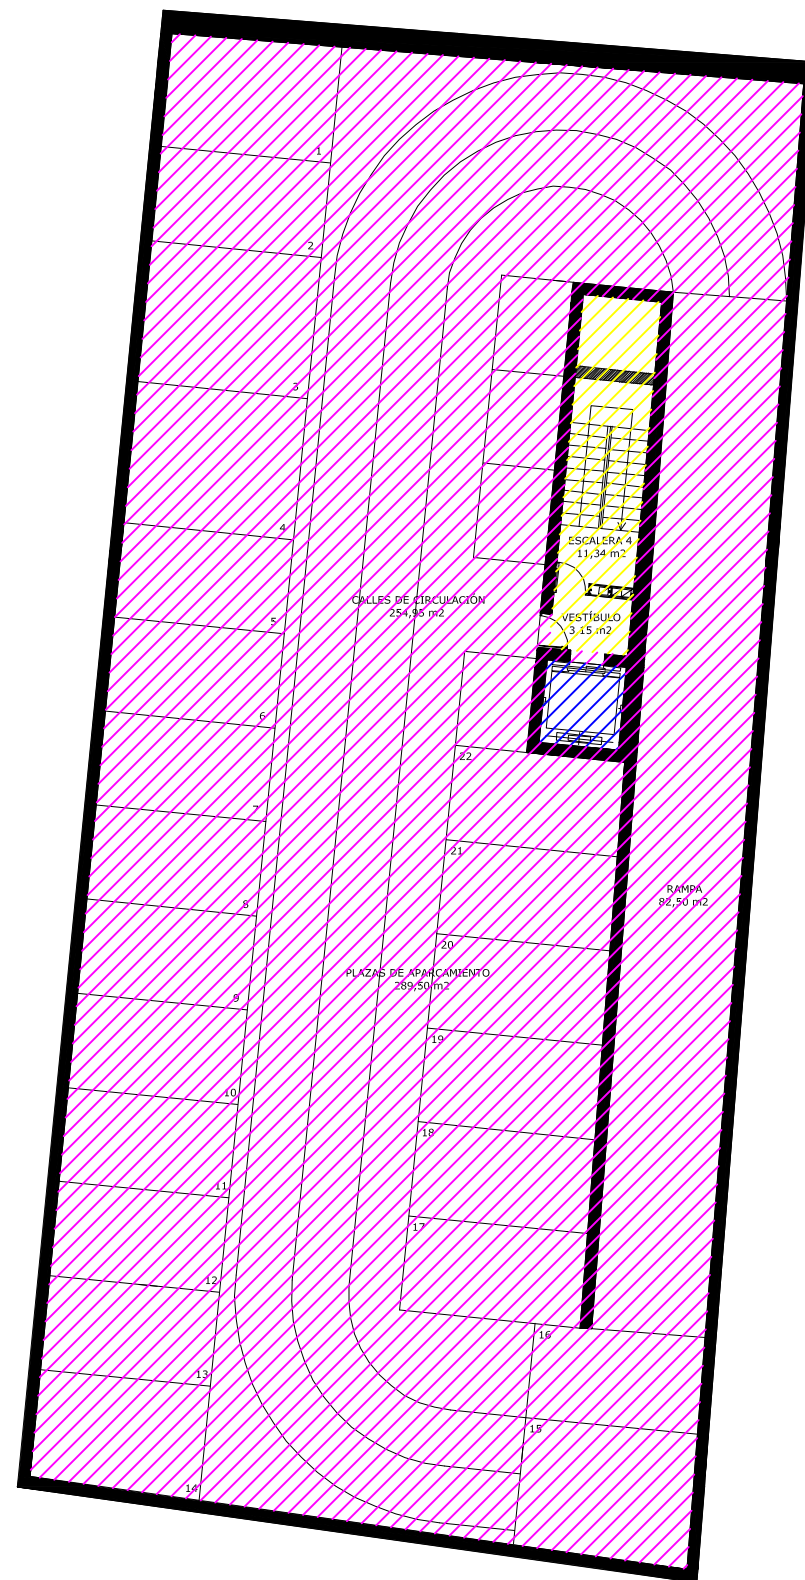 1
2
3
4
ESCALERA 4
11,34 m2
CALLES DE CIRCULACION
254,95 m2
VESTÍBULO
3,15 m2
5
6
22
7
21
RAMPA
82,50 m2
8
20
PLAZAS DE APARCAMIENTO
289,50 m2
9
19
10
18
11
17
12
16
13
15
14